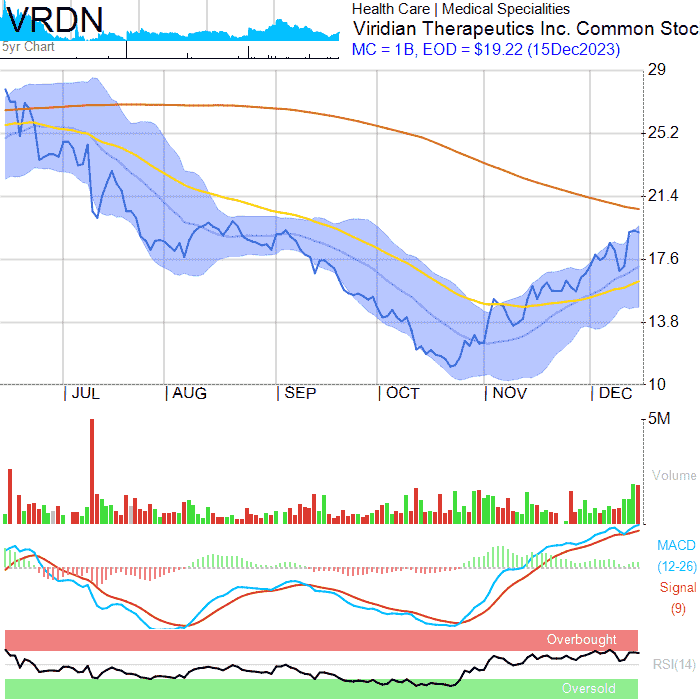 VRDN
5yr Chart
Health Care | Medical Specialities
Viridian Therapeutics Inc. Common Stoc
MC = 1B, EOD = $19.22 (15Dec2023)
29
25.2
21.4
17.6
13.8
10
JUL
AUG
SEP
OCT
NOV
DEC
5M
Volume
MACD
(12-26)
Signal
(9)
Overbought
RSI(14)
Oversold